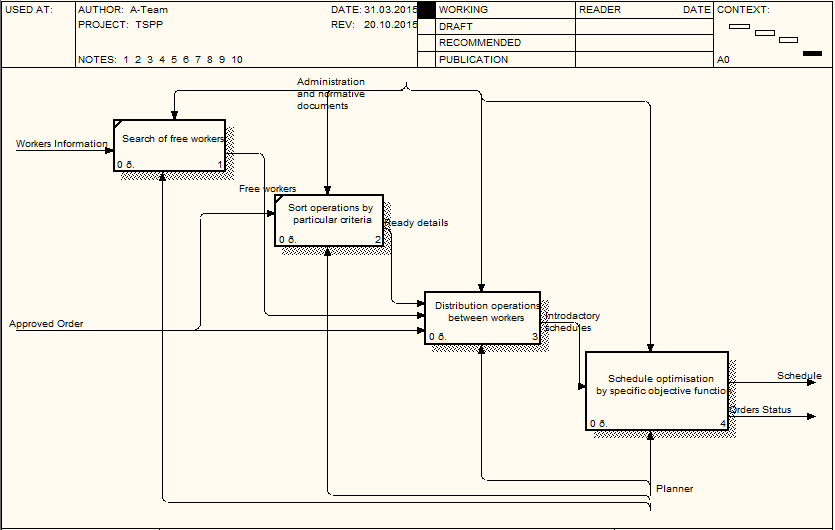 USED AT: AUTHOR: A-Team DATE: 31.03.2015 WORKING READER DATE CONTEXT:
PROJECT: TSPP REV: 20.10.2015 DRAFT
RECOMMENDED
NOTES: 1 2 3 4 5 6 7 8 9 10 PUBLICATION A0
Administration
and normative
documents
Workers Information
Search of free workers
0 ð. 1
Free workers
Sort operations by
particular criteria
0 ð. 2
Ready details
Approved Order
Distribution operations
between workers
0 ð. 3
Introdactory
schedules
Schedule optimisation
by specific objective function
0 ð. 4
Schedule
Orders Status
Planner